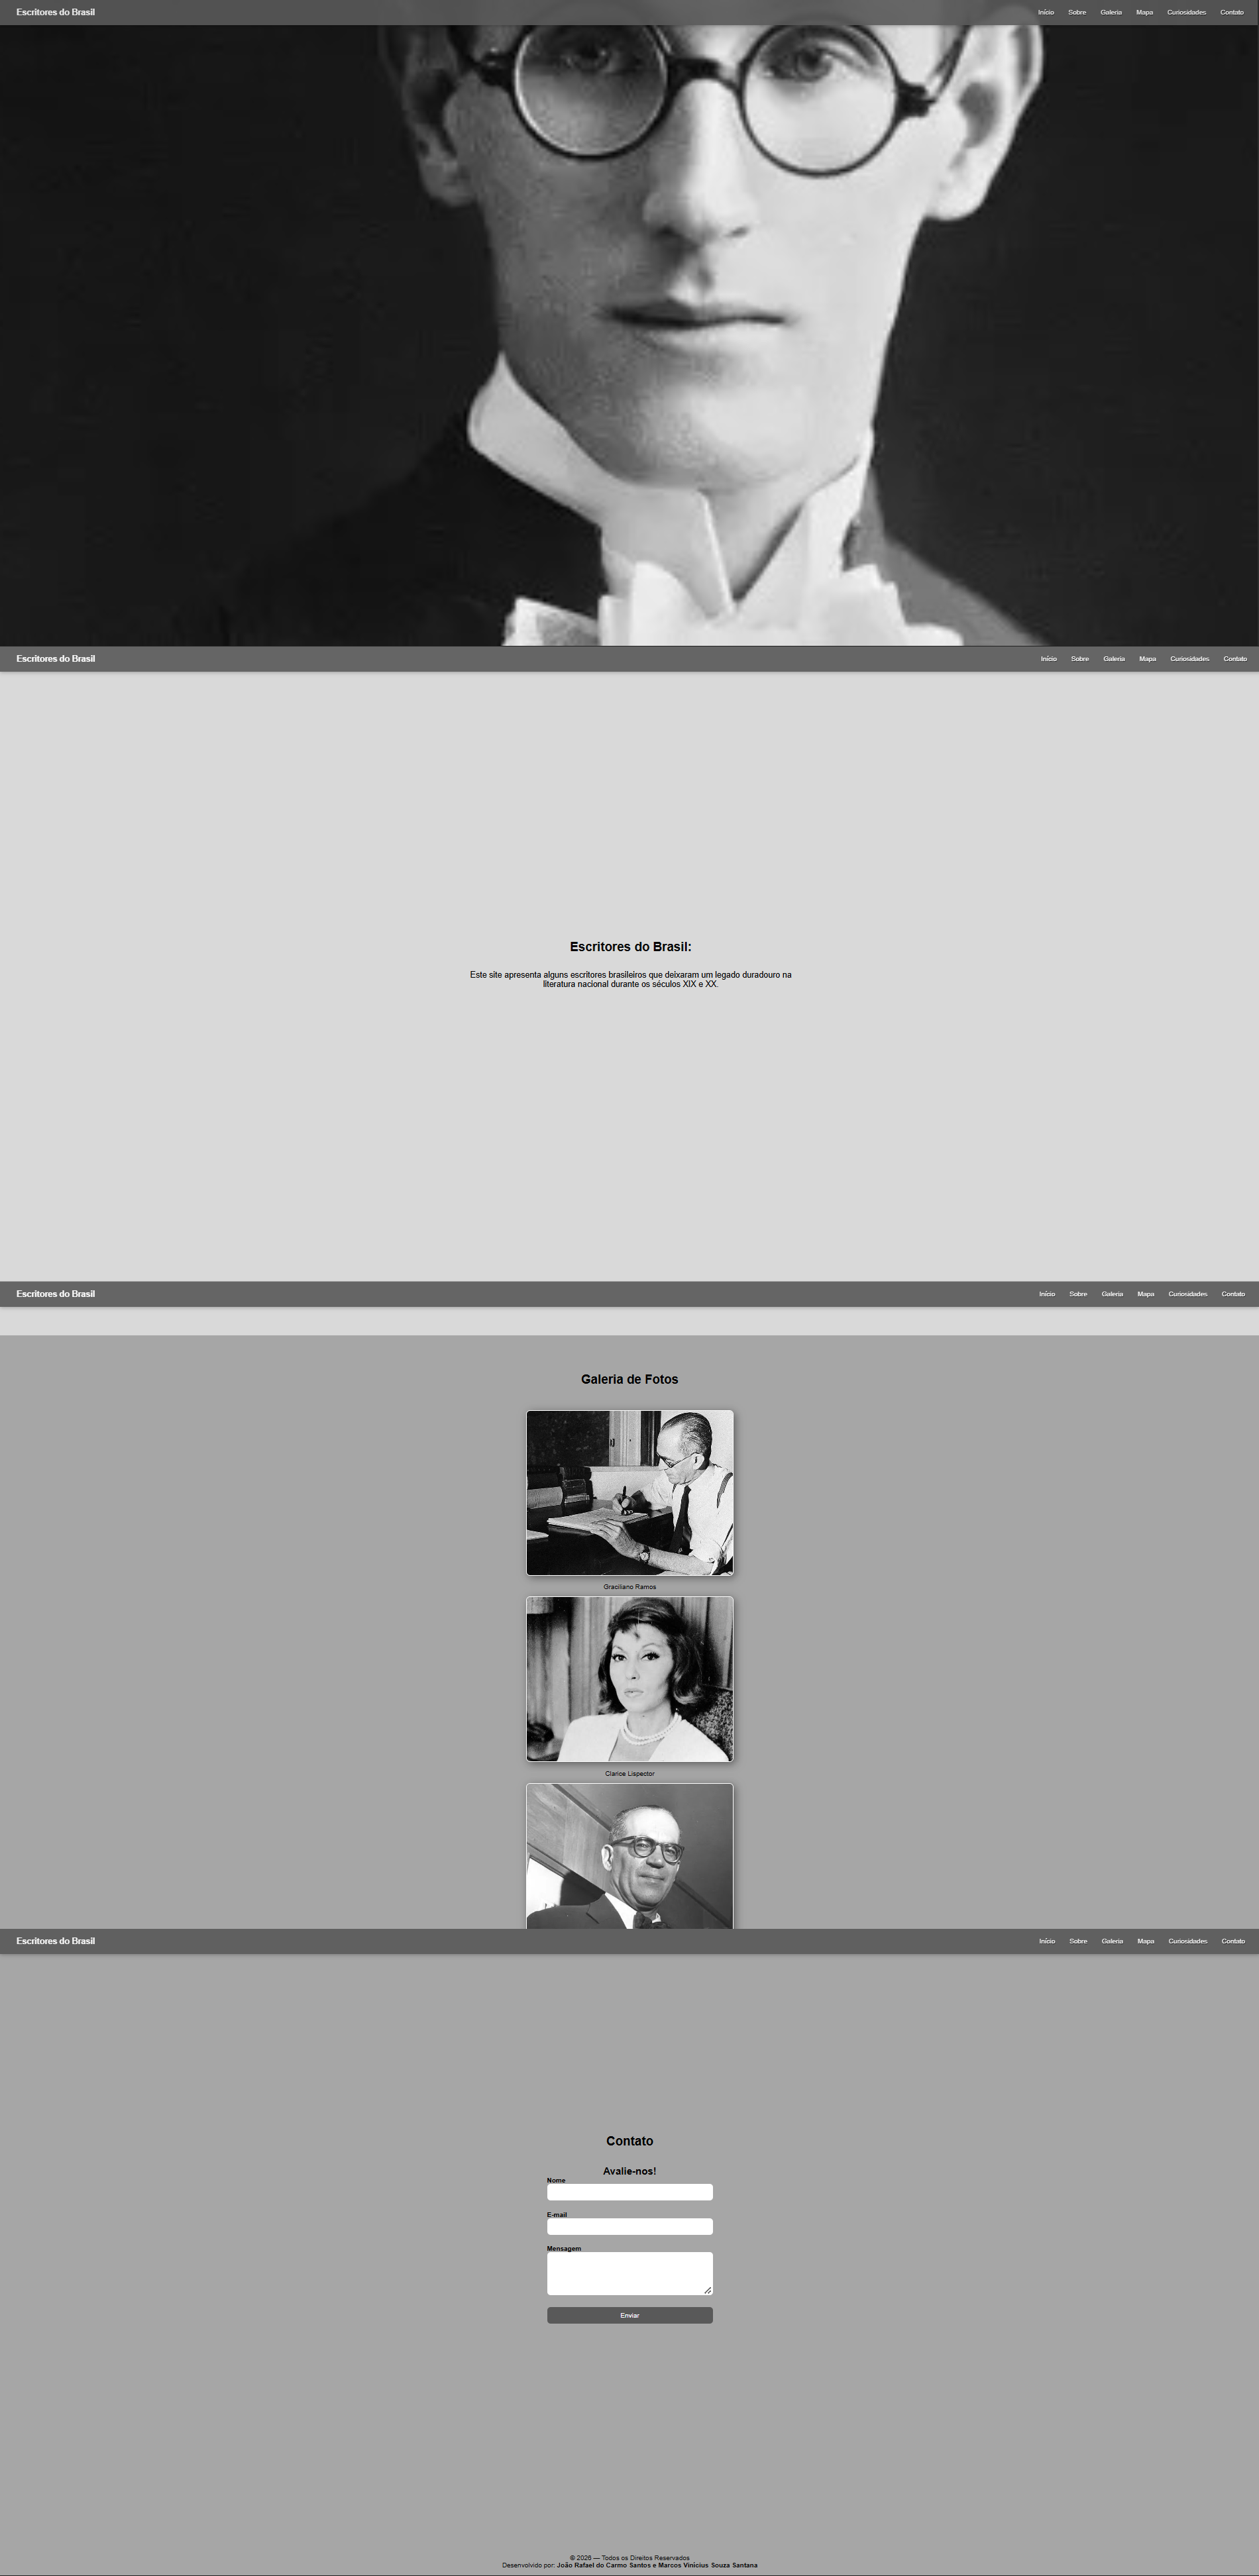 Escritores do Brasil
Início Sobre Galeria Mapa Curiosidades Contato
Escritores do Brasil
Início Sobre Galeria Mapa Curiosidades Contato
Escritores do Brasil:
Este site apresenta alguns escritores brasileiros que deixaram um legado duradouro na
literatura nacional durante os séculos XIX e XX.
Escritores do Brasil
Início Sobre Galeria Mapa Curiosidades Contato
Galeria de Fotos
Graciliano Ramos
Clarice Lispector
Escritores do Brasil
Início Sobre Galeria Mapa Curiosidades Contato
Contato
Avalie-nos!
Nome
E-mail
Mensagem
Enviar
© 2026 — Todos os Direitos Reservados
Desenvolvido por: João Rafael do Carmo Santos e Marcos Vinícius Souza Santana